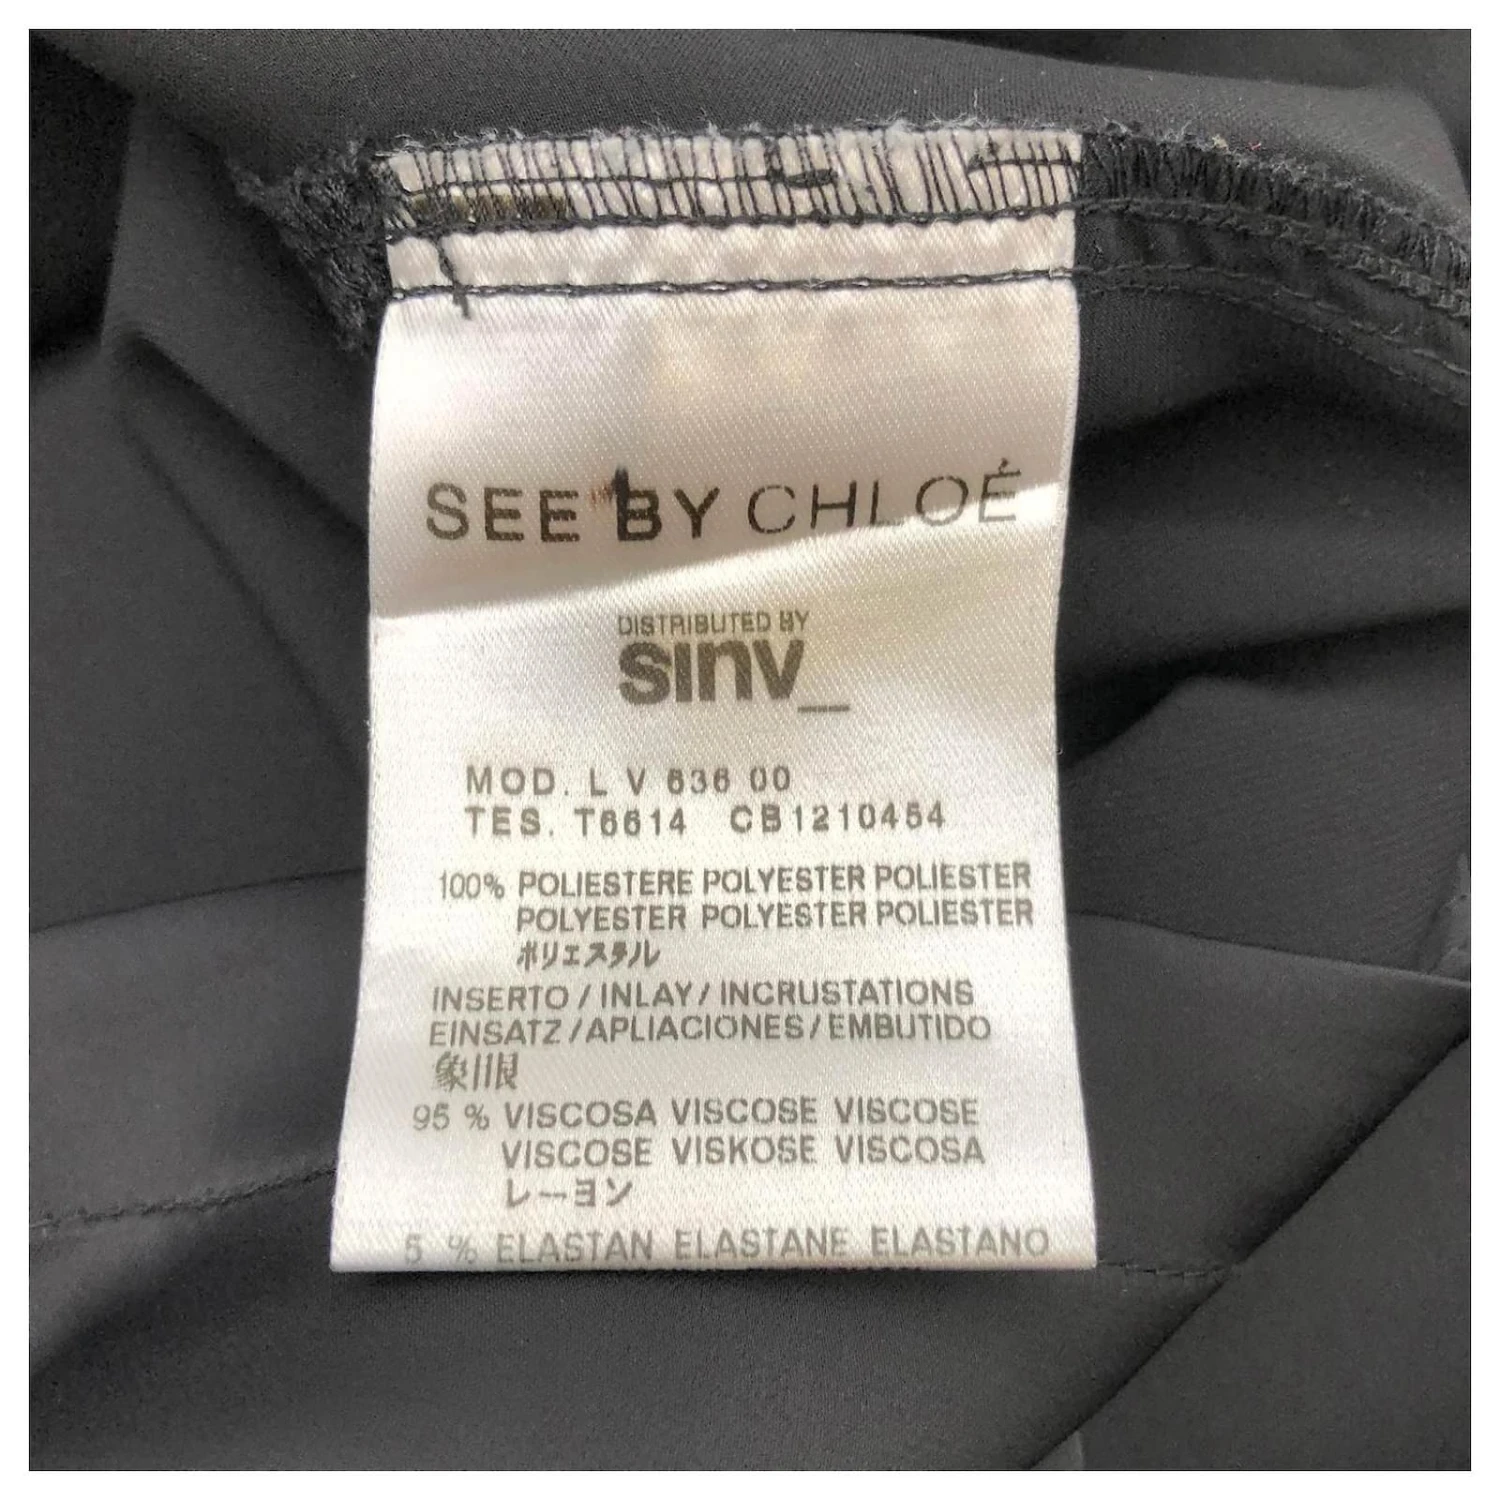 SEE BY CHLOÉ
DISTRIBUTED BY
sinv_
MOD. L V 636 00
TES. T6614 CB1210454
100% POLIESTERE POLYESTER POLIESTER
POLYESTER POLYESTER POLIESTER
ポリエステル
INSERTO / INLAY / INCRUSTATIONS
EINSATZ / APLIACIONES / EMBUTIDO
95 % VISCOSA VISCOSE VISCOSE
VISCOSE VISKOSE VISCOSA
レーヨン
5 % ELASTAN ELASTANE ELASTANO